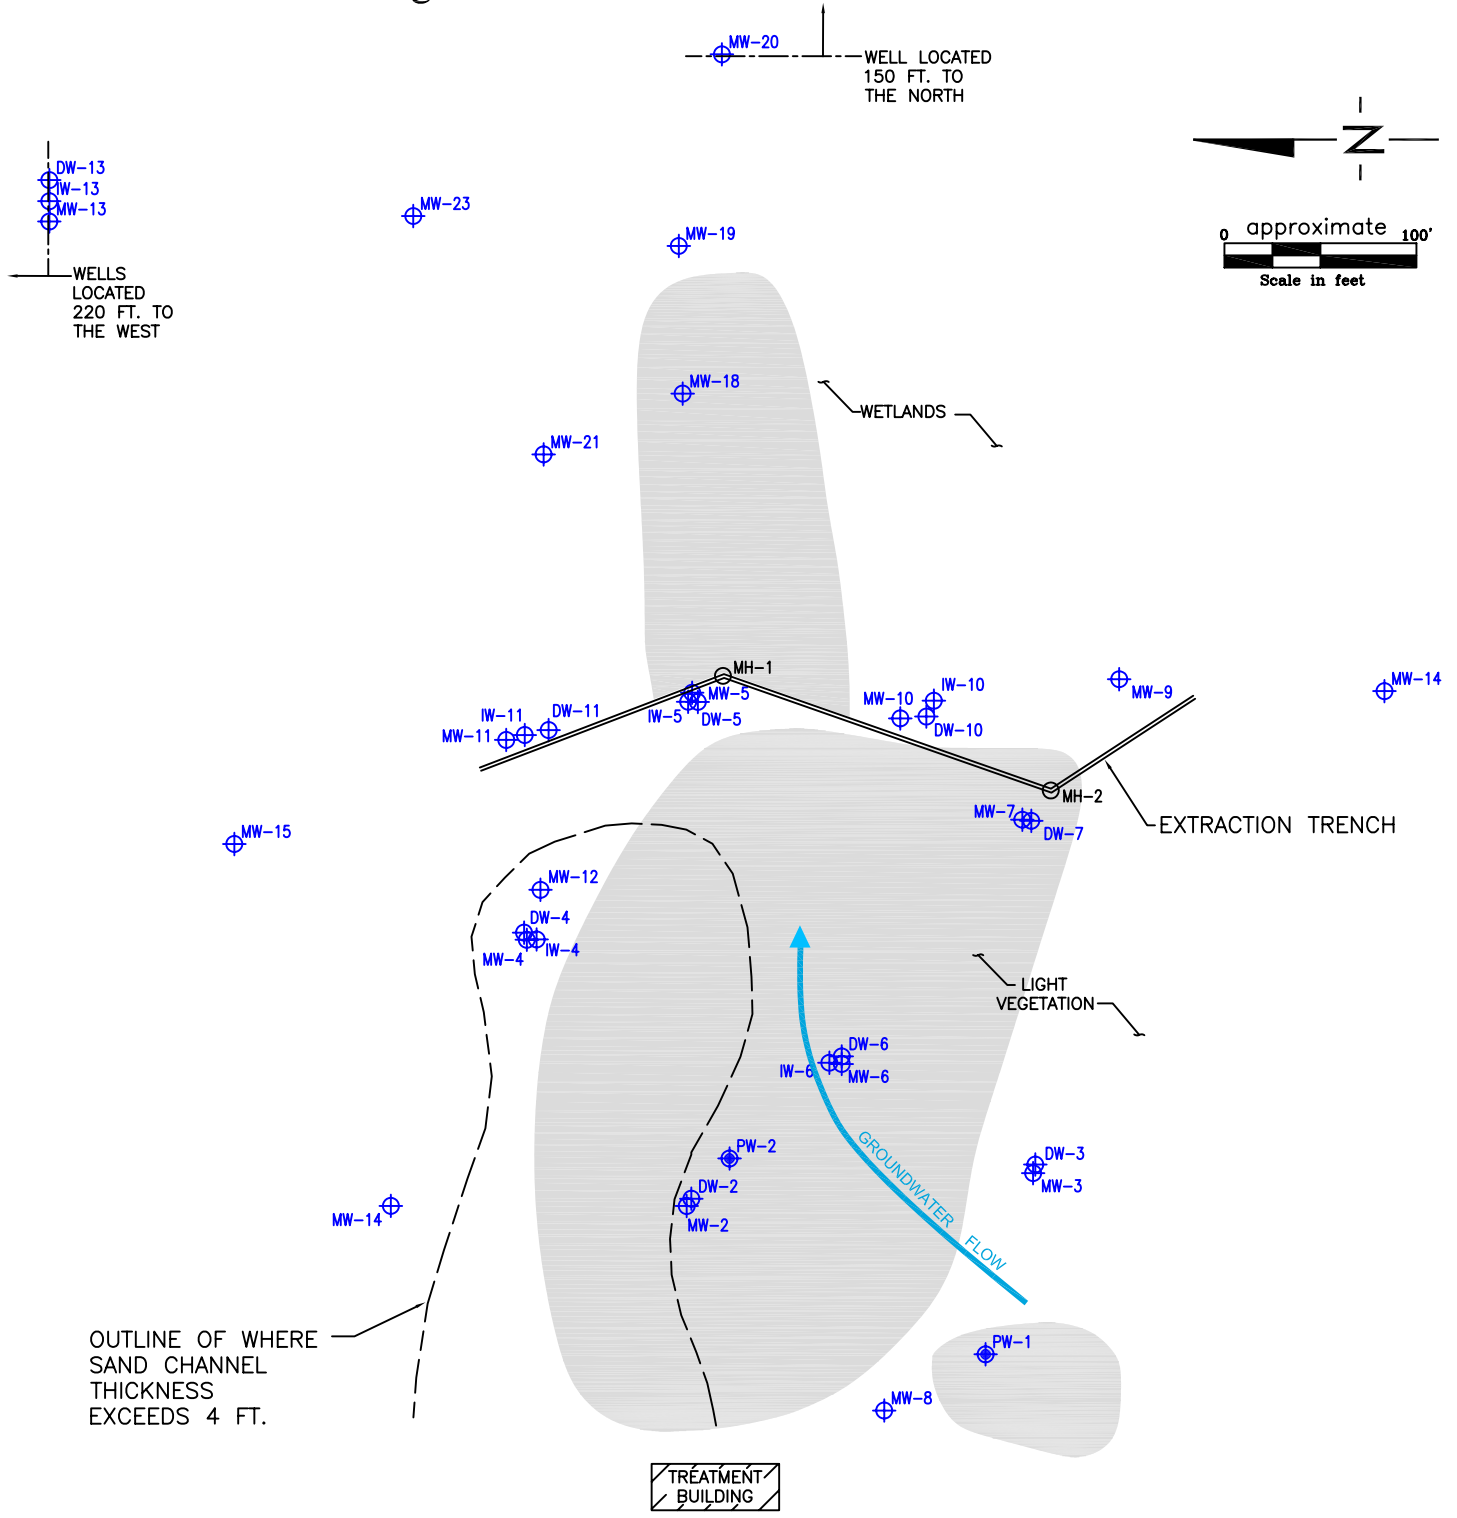 g
MW-20
WELL LOCATED
150 FT. TO
THE NORTH
N
DW-13
IW-13
MW-13
WELLS
LOCATED
220 FT. TO
THE WEST
MW-23
MW-19
approximate
0 100'
Scale in feet
MW-18
WETLANDS
MW-21
MH-1
MW-5
IW-5
DW-5
IW-11
DW-11
MW-11
MW-10
IW-10
DW-10
MW-9
MW-14
MH-2
MW-7
DW-7
EXTRACTION TRENCH
MW-15
MW-12
DW-4
MW-4
IW-4
LIGHT
VEGETATION
DW-6
IW-6
MW-6
GROUNDWATER FLOW
PW-2
DW-3
MW-3
DW-2
MW-2
MW-14
OUTLINE OF WHERE
SAND CHANNEL
THICKNESS
EXCEEDS 4 FT.
PW-1
MW-8
TREATMENT
BUILDING